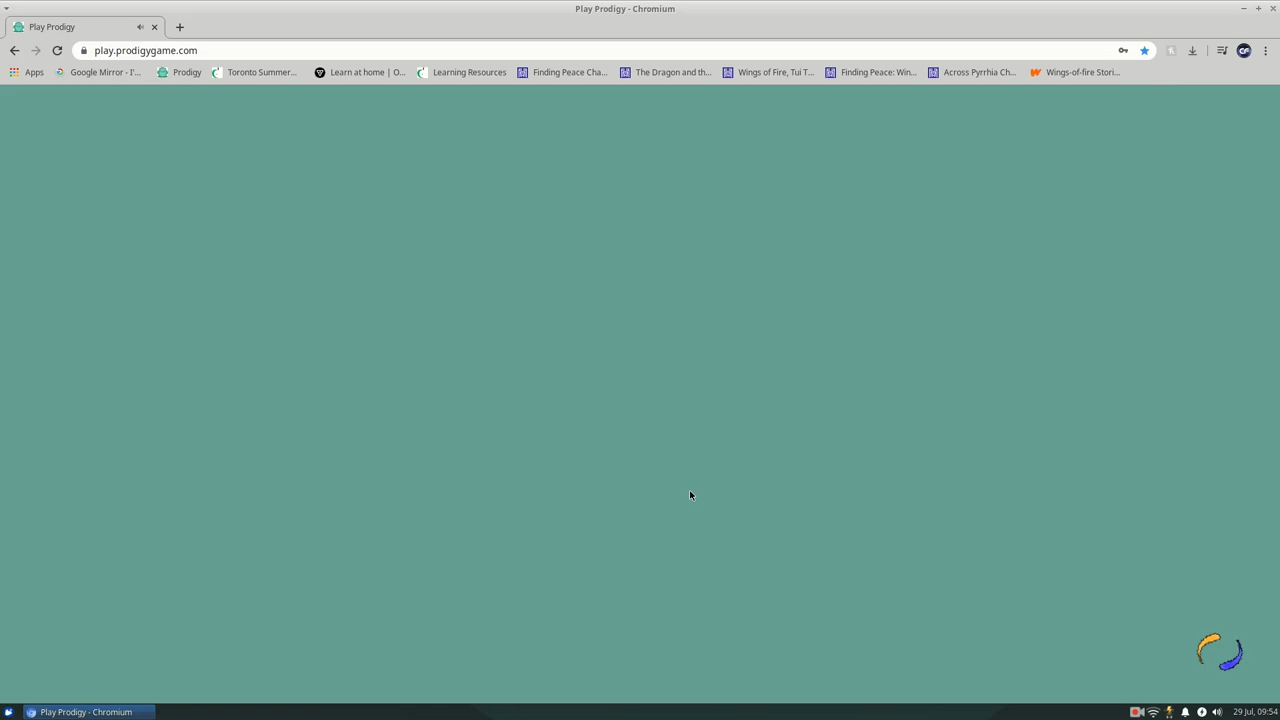 Play Prodigy - Chromium
Play Prodigy
play.prodigygame.com
Apps
Google Mirror - I'...
Prodigy
Toronto Summer...
Learn at home | O...
Learning Resources
Finding Peace Cha...
The Dragon and th...
Wings of Fire, Tui T...
Finding Peace: Win...
Across Pyrrhia Ch...
Wings-of-fire Stori...
Play Prodigy - Chromium
29 Jul, 09:54